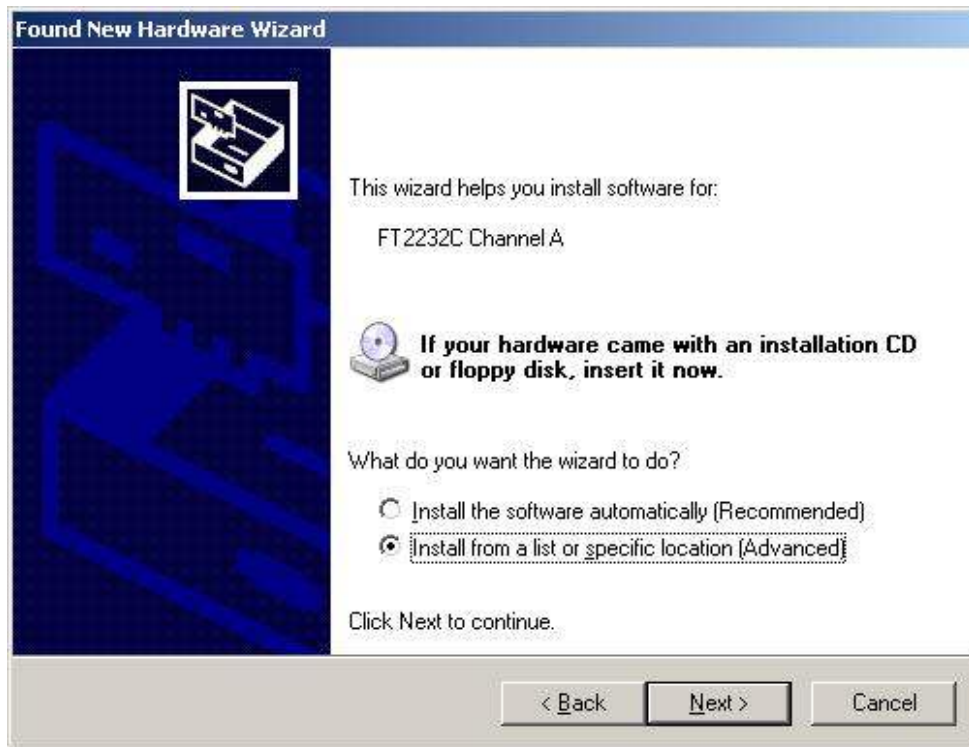 Found New Hardware Wizard
This wizard helps you install software for:
FT2232C Channel A
If your hardware came with an installation CD
or floppy disk, insert it now.
What do you want the wizard to do?
Install the software automatically (Recommended)
Install from a list or specific location (Advanced)
Click Next to continue.
< Back Next > Cancel